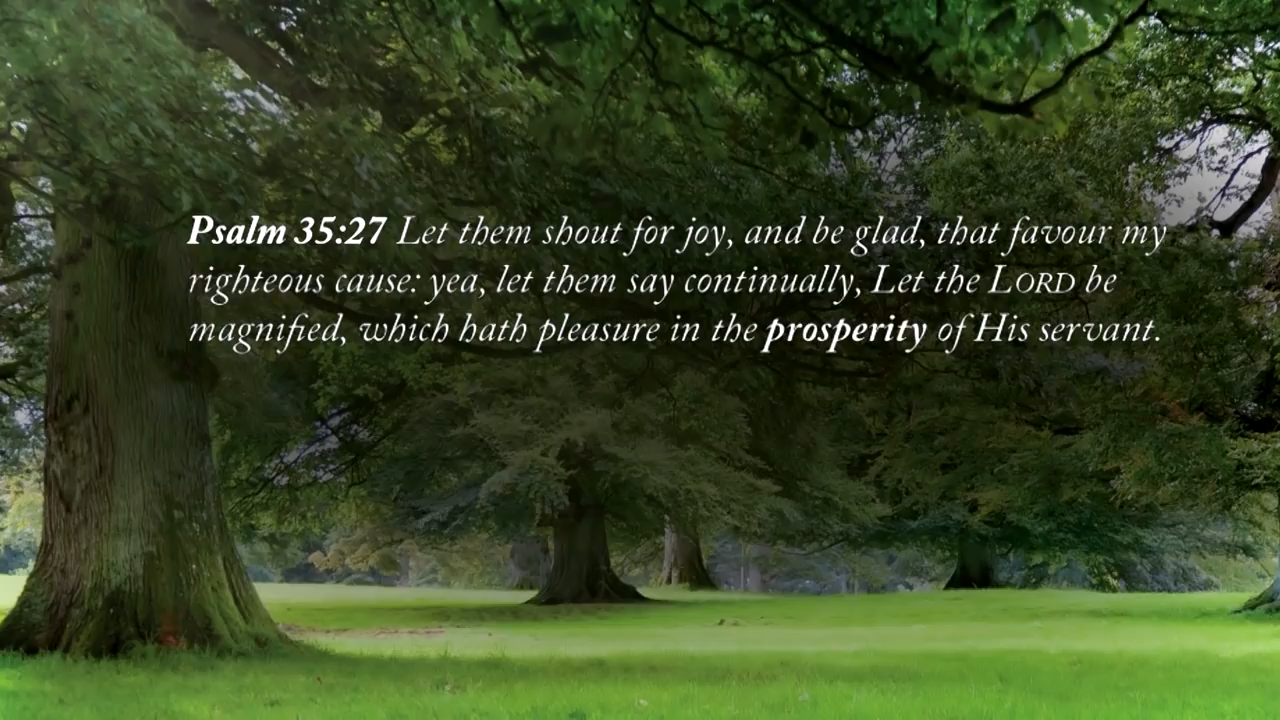 Psalm 35:27 Let them shout for joy, and be glad, that favour my
righteous cause: yea, let them say continually, Let the LORD be
magnified, which hath pleasure in the prosperity of His servant.